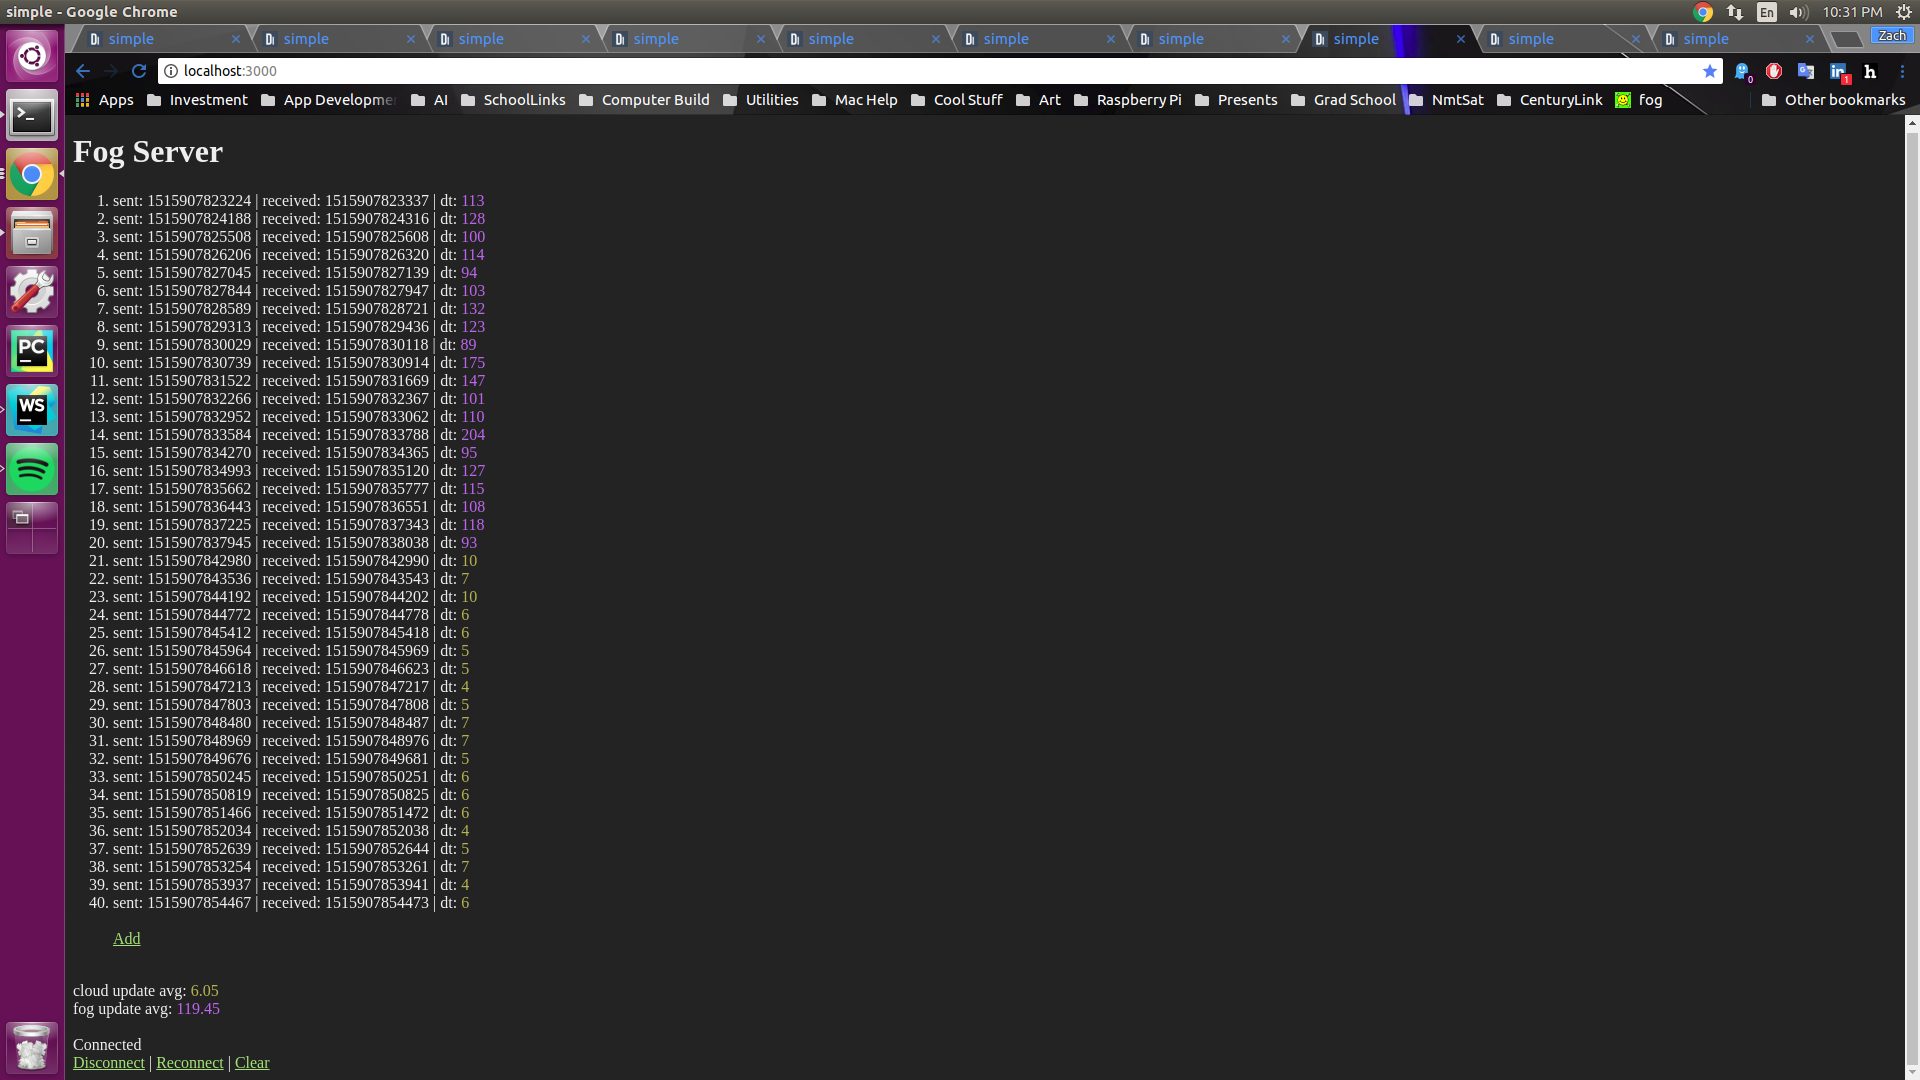 simple - Google Chrome
En
10:31 PM
simple
simple
simple
simple
simple
simple
simple
simple
simple
simple
Zach
localhost:3000
0
1
Apps
Investment
App Developme
AI
SchoolLinks
Computer Build
Utilities
Mac Help
Cool Stuff
Art
Raspberry Pi
Presents
Grad School
NmtSat
CenturyLink
fog
Other bookmarks
PC
WS
Fog Server
1. sent: 1515907823224 | received: 1515907823337 | dt: 113
2. sent: 1515907824188 | received: 1515907824316 | dt: 128
3. sent: 1515907825508 | received: 1515907825608 | dt: 100
4. sent: 1515907826206 | received: 1515907826320 | dt: 114
5. sent: 1515907827045 | received: 1515907827139 | dt: 94
6. sent: 1515907827844 | received: 1515907827947 | dt: 103
7. sent: 1515907828589 | received: 1515907828721 | dt: 132
8. sent: 1515907829313 | received: 1515907829436 | dt: 123
9. sent: 1515907830029 | received: 1515907830118 | dt: 89
10. sent: 1515907830739 | received: 1515907830914 | dt: 175
11. sent: 1515907831522 | received: 1515907831669 | dt: 147
12. sent: 1515907832266 | received: 1515907832367 | dt: 101
13. sent: 1515907832952 | received: 1515907833062 | dt: 110
14. sent: 1515907833584 | received: 1515907833788 | dt: 204
15. sent: 1515907834270 | received: 1515907834365 | dt: 95
16. sent: 1515907834993 | received: 1515907835120 | dt: 127
17. sent: 1515907835662 | received: 1515907835777 | dt: 115
18. sent: 1515907836443 | received: 1515907836551 | dt: 108
19. sent: 1515907837225 | received: 1515907837343 | dt: 118
20. sent: 1515907837945 | received: 1515907838038 | dt: 93
21. sent: 1515907842980 | received: 1515907842990 | dt: 10
22. sent: 1515907843536 | received: 1515907843543 | dt: 7
23. sent: 1515907844192 | received: 1515907844202 | dt: 10
24. sent: 1515907844772 | received: 1515907844778 | dt: 6
25. sent: 1515907845412 | received: 1515907845418 | dt: 6
26. sent: 1515907845964 | received: 1515907845969 | dt: 5
27. sent: 1515907846618 | received: 1515907846623 | dt: 5
28. sent: 1515907847213 | received: 1515907847217 | dt: 4
29. sent: 1515907847803 | received: 1515907847808 | dt: 5
30. sent: 1515907848480 | received: 1515907848487 | dt: 7
31. sent: 1515907848969 | received: 1515907848976 | dt: 7
32. sent: 1515907849676 | received: 1515907849681 | dt: 5
33. sent: 1515907850245 | received: 1515907850251 | dt: 6
34. sent: 1515907850819 | received: 1515907850825 | dt: 6
35. sent: 1515907851466 | received: 1515907851472 | dt: 6
36. sent: 1515907852034 | received: 1515907852038 | dt: 4
37. sent: 1515907852639 | received: 1515907852644 | dt: 5
38. sent: 1515907853254 | received: 1515907853261 | dt: 7
39. sent: 1515907853937 | received: 1515907853941 | dt: 4
40. sent: 1515907854467 | received: 1515907854473 | dt: 6
Add
cloud update avg: 6.05
fog update avg: 119.45
Connected
Disconnect | Reconnect | Clear